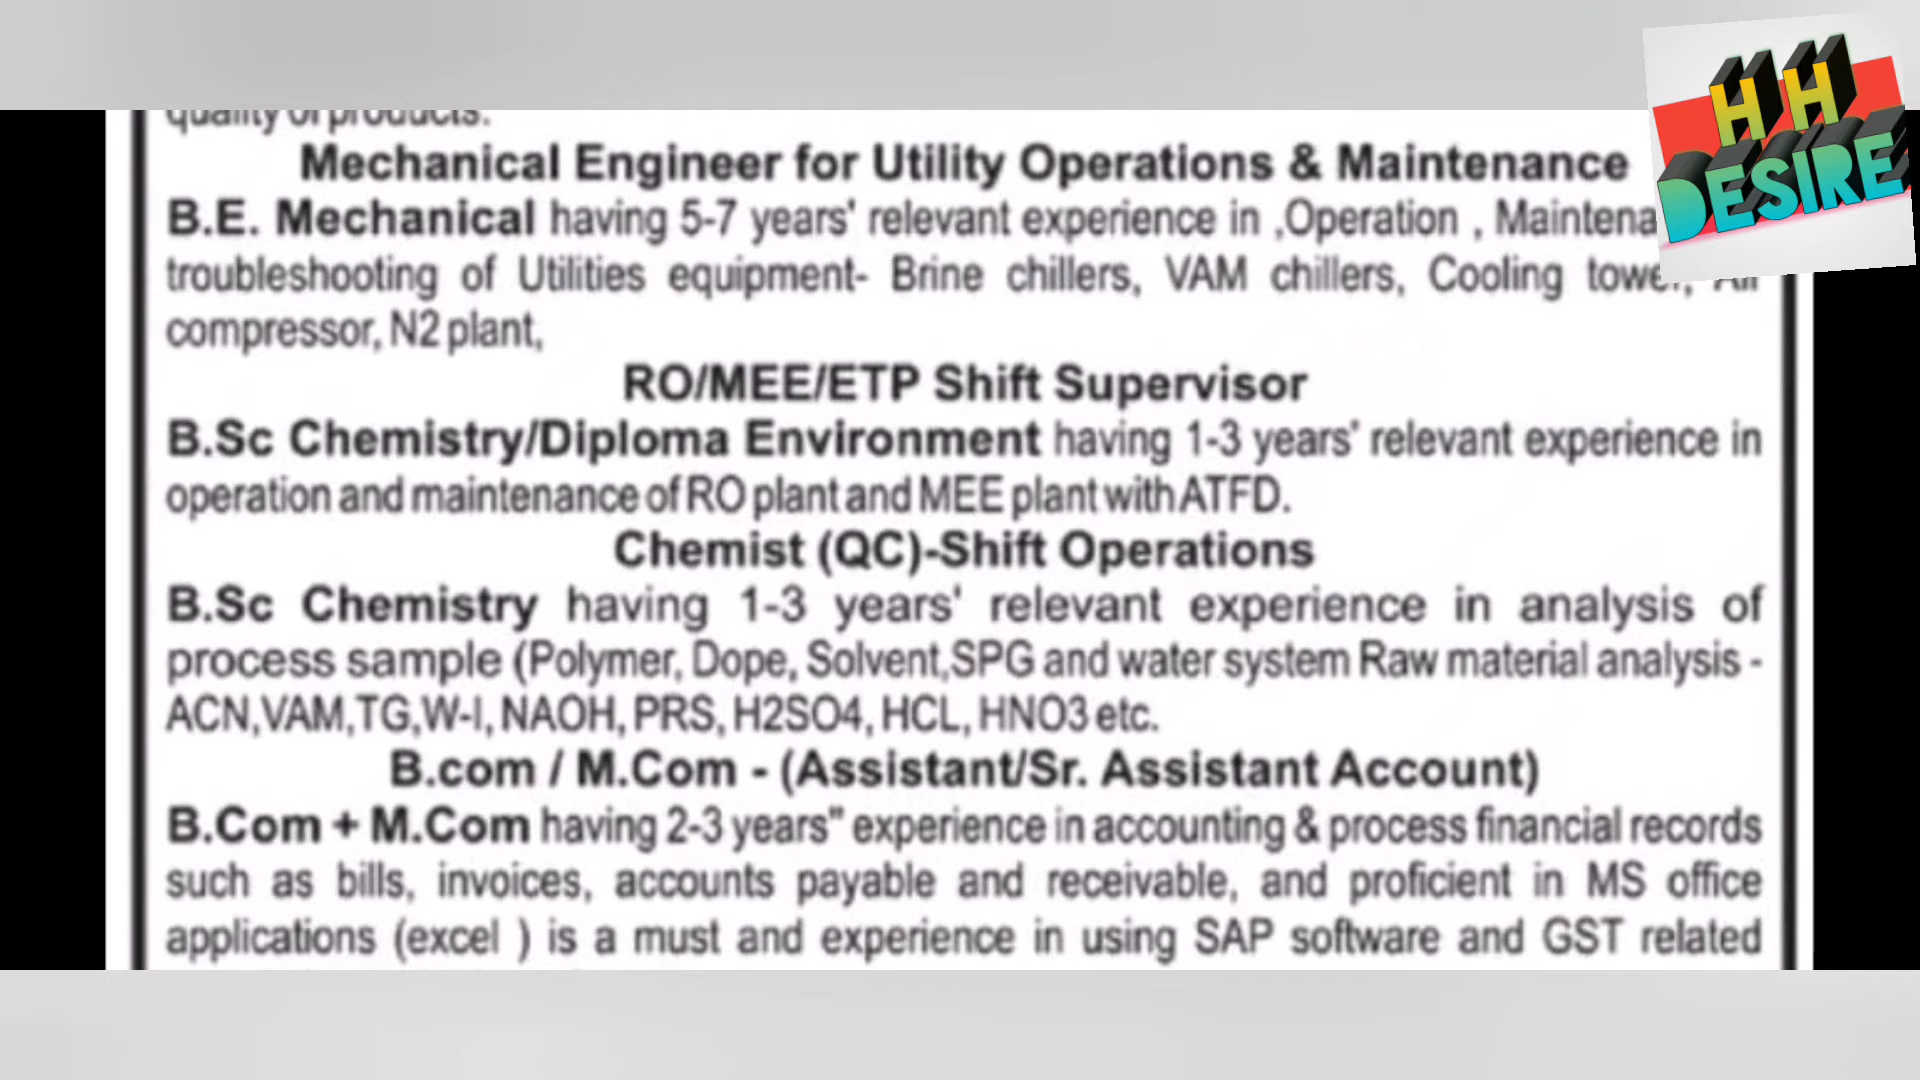 quality of products.
Mechanical Engineer for Utility Operations & Maintenance
B.E. Mechanical having 5-7 years' relevant experience in ,Operation ,
troubleshooting of Utilities equipment- Brine chillers, VAM chillers, Cooling tower, Air
compressor, N2 plant,
RO/MEE/ETP Shift Supervisor
B.Sc Chemistry/Diploma Environment having 1-3 years' relevant experience in
operation and maintenance of RO plant and MEE plant with ATFD.
Chemist (QC)-Shift Operations
B.Sc Chemistry having 1-3 years' relevant experience in analysis of
process sample (Polymer, Dope, Solvent,SPG and water system Raw material analysis -
ACN,VAM,TG,W-I, NAOH, PRS, H2SO4, HCL, HNO3 etc.
B.com / M.Com - (Assistant/Sr. Assistant Account)
B.Com + M.Com having 2-3 years" experience in accounting & process financial records
such as bills, invoices, accounts payable and receivable, and proficient in MS office
applications (excel ) is a must and experience in using SAP software and GST related
HH
DESIRE